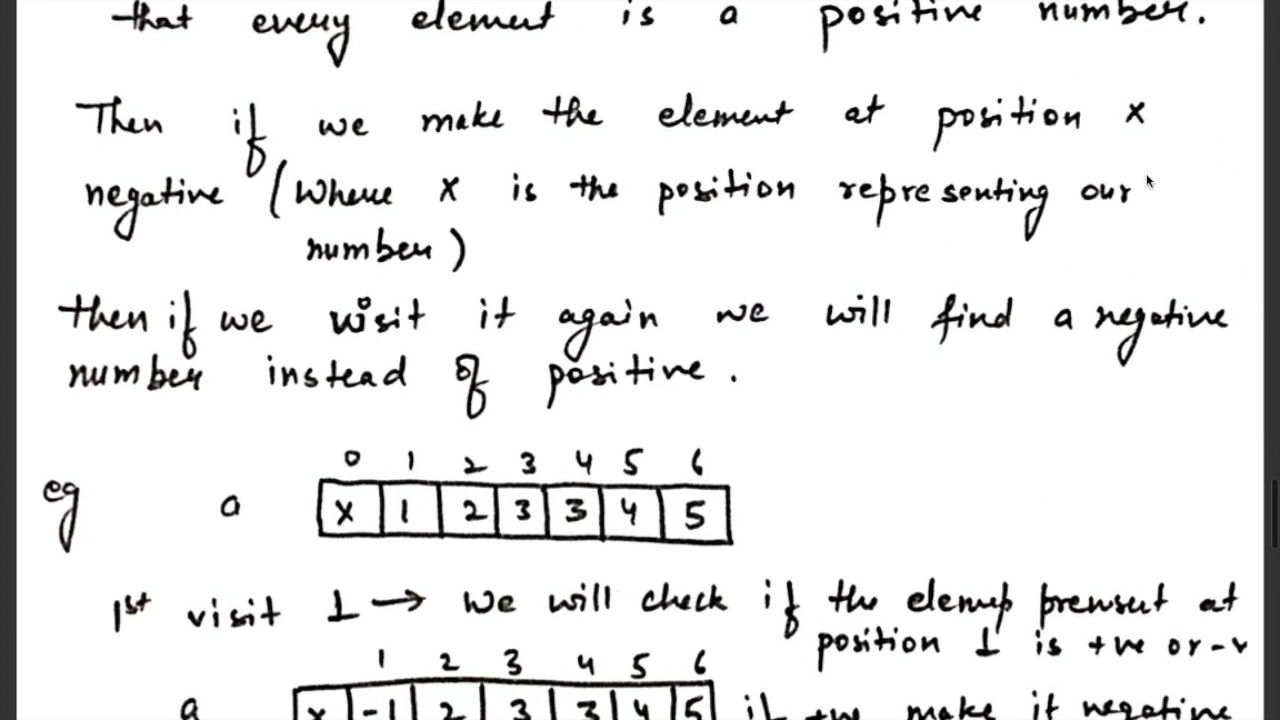 that every element is a positive number.
Then if we make the element at position x
negative (Where x is the position representing our
number)
then if we visit it again we will find a negative
number instead of positive.
0 1 2 3 4 5 6
eg a x 1 2 3 3 4 5
1st visit 1 → We will check if the present at
position 1 is +ve or -v
1 2 3 4 5 6
a x -1 2 3 3 4 5 if +ve make it negative